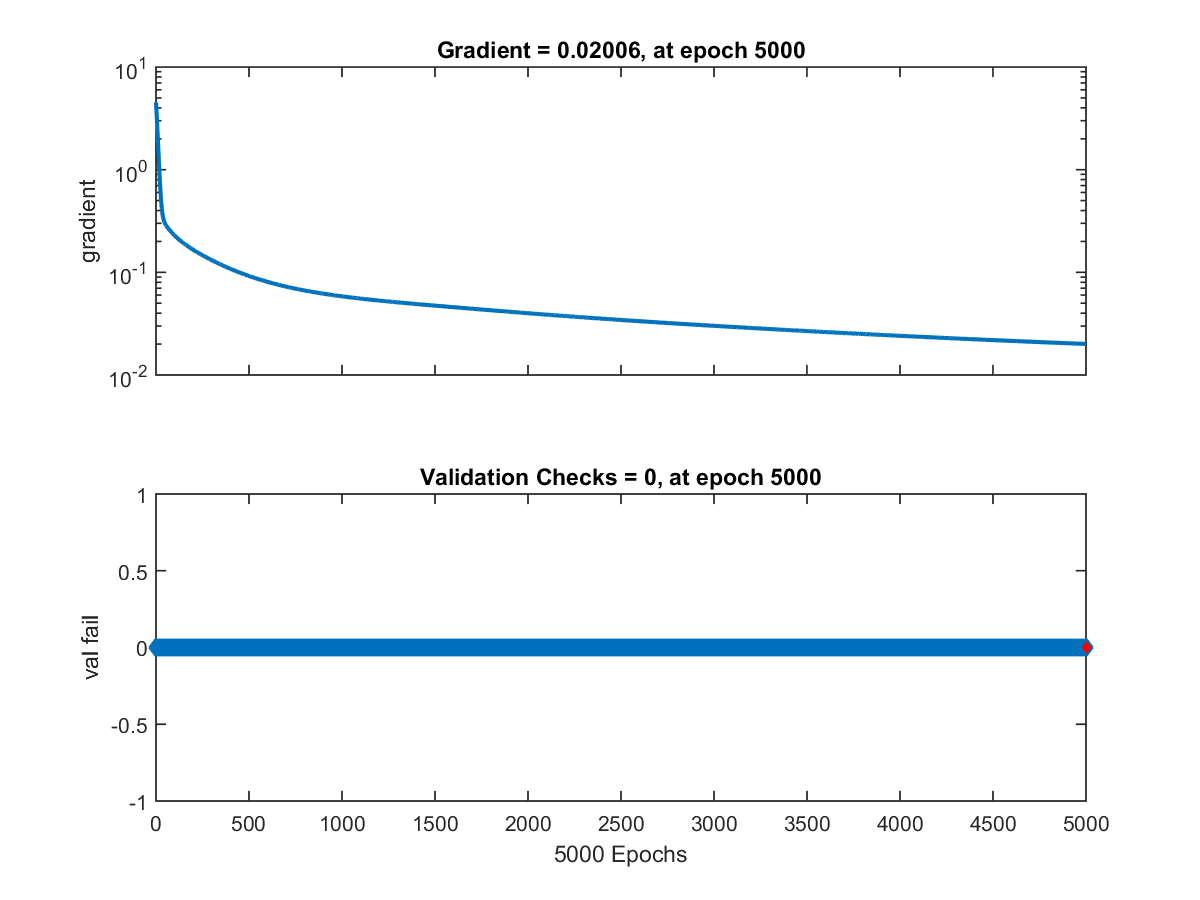 Gradient = 0.02006, at epoch 5000
10^1
10^0
10^-1
10^-2
gradient
Validation Checks = 0, at epoch 5000
1
0.5
0
-0.5
-1
val fail
0 500 1000 1500 2000 2500 3000 3500 4000 4500 5000
5000 Epochs